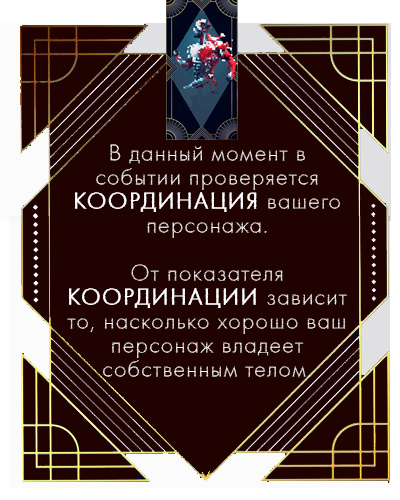 В данный момент в
событии проверяется
КООРДИНАЦИЯ вашего
персонажа.
От показателя
КООРДИНАЦИИ зависит
то, насколько хорошо ваш
персонаж владеет
собственным телом.